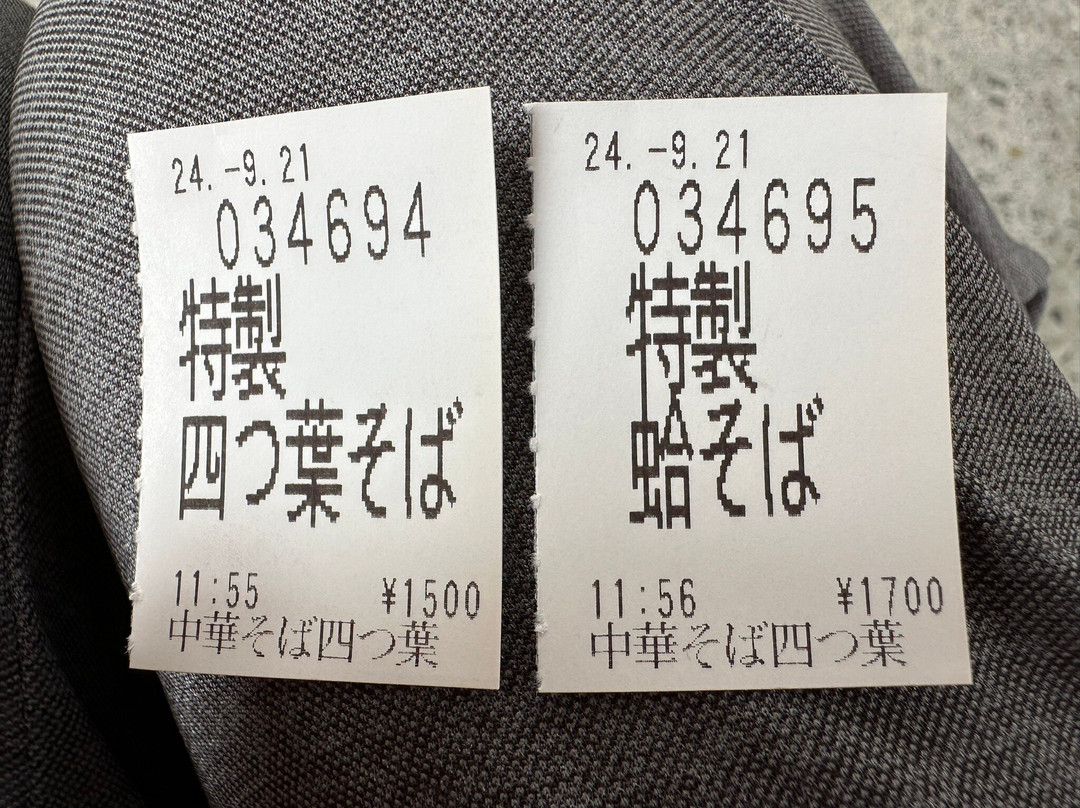 24.-9.21
034694
特製
四つ葉そば
11:55 ¥1500
中華そば四つ葉
24.-9.21
034695
特製
蛤そば
11:56 ¥1700
中華そば四つ葉